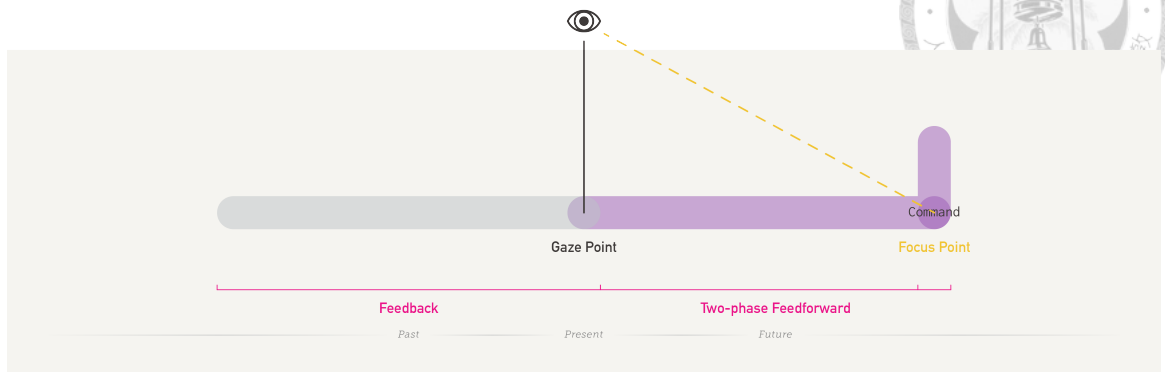 Command
Gaze Point
Focus Point
Feedback
Two-phase Feedforward
Past
Present
Future